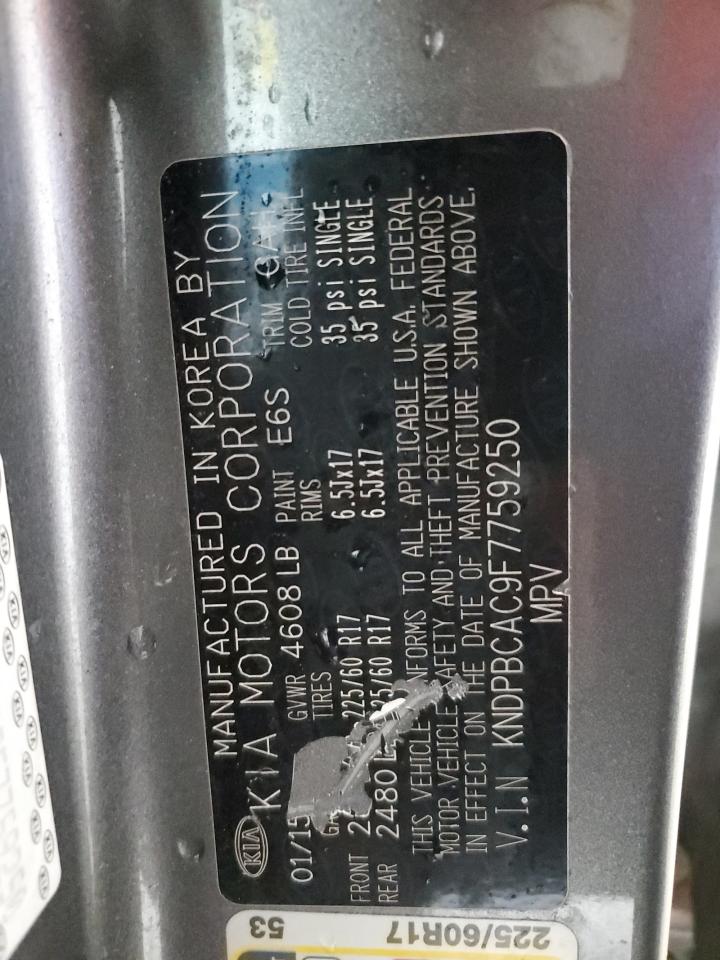 MANUFACTURED IN KOREA BY
KIA KIA MOTORS CORPORATION
01/15 GVWR 4608 LB PAINT E6S TRIM
TIRES RIMS COLD TIRE INFL
FRONT 225/60 R17 6.5Jx17 35 psi SINGLE
REAR 2480 225/60 R17 6.5Jx17 35 psi SINGLE
THIS VEHICLE CONFORMS TO ALL APPLICABLE U.S.A. FEDERAL
MOTOR VEHICLE SAFETY AND THEFT PREVENTION STANDARDS
IN EFFECT ON THE DATE OF MANUFACTURE SHOWN ABOVE.
V.I.N KNDPBCAC9F7759250
MPV
225/60R17
53